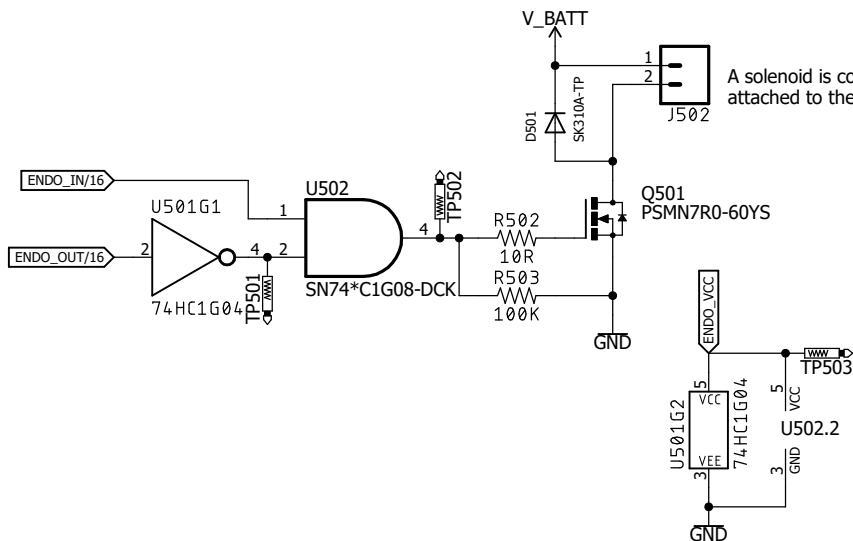 V_BATT
1
2
A solenoid is co
attached to the
J502
D501
SK310A-TP
ENDO_IN/16
U501G1
U502
TP502
Q501
PSMN7R0-60YS
1
4
R502
10R
ENDO_OUT/16
2
4
2
R503
100K
SN74*C1G08-DCK
74HC1G04
TP501
GND
ENDO_VCC
TP503
5
VCC
5
VCC
U501G2
74HC1G04
U502.2
VEE
3
3
GND
GND